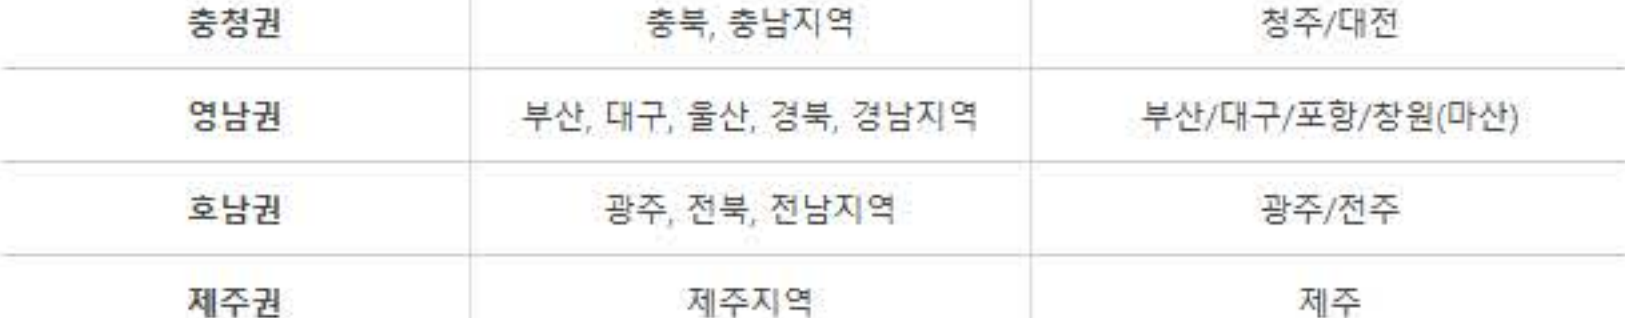 충청권 충북, 충남지역 청주/대전
영남권 부산, 대구, 울산, 경북, 경남지역 부산/대구/포항/창원(마산)
호남권 광주, 전북, 전남지역 광주/전주
제주권 제주지역 제주